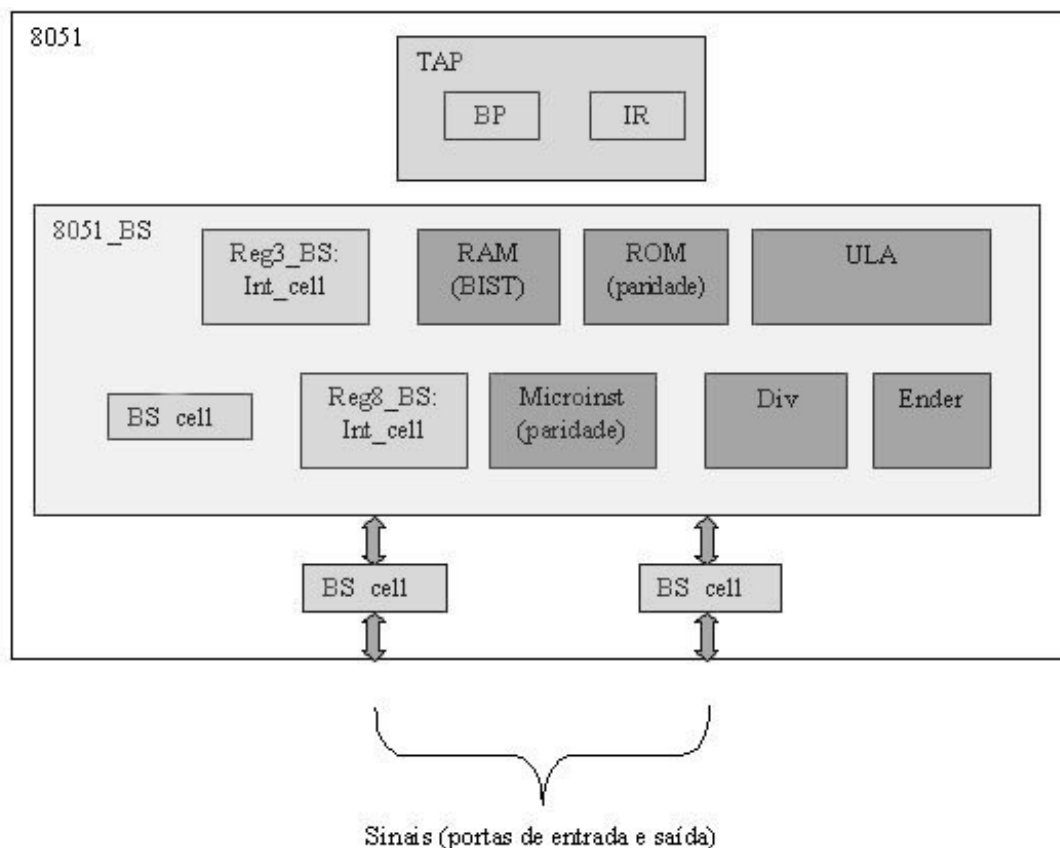 8051
TAP
BP
IR
8051_BS
Reg3_BS:
Int_cell
RAM
(BIST)
ROM
(paridade)
ULA
BS cell
Reg8_BS:
Int_cell
Microinst
(paridade)
Div
Ender
BS cell
BS cell
Sinais (portas de entrada e saída)